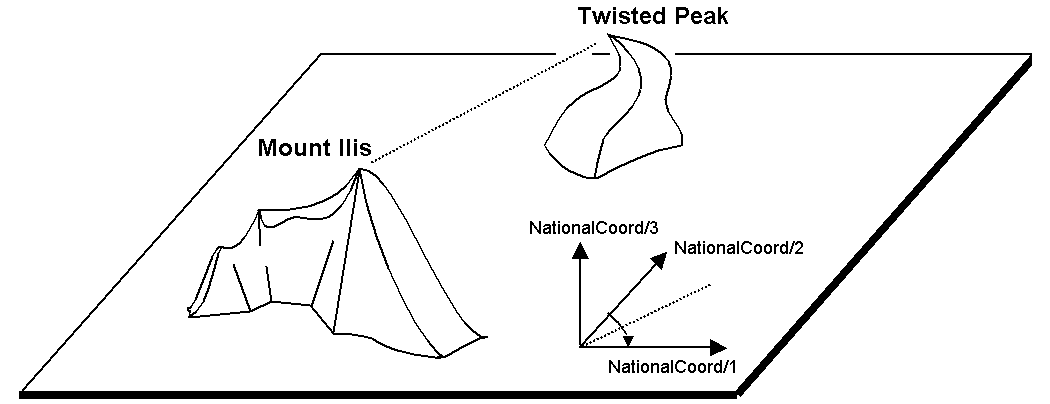 Twisted Peak
Mount Ilis
NationalCoord/3
NationalCoord/2
NationalCoord/1